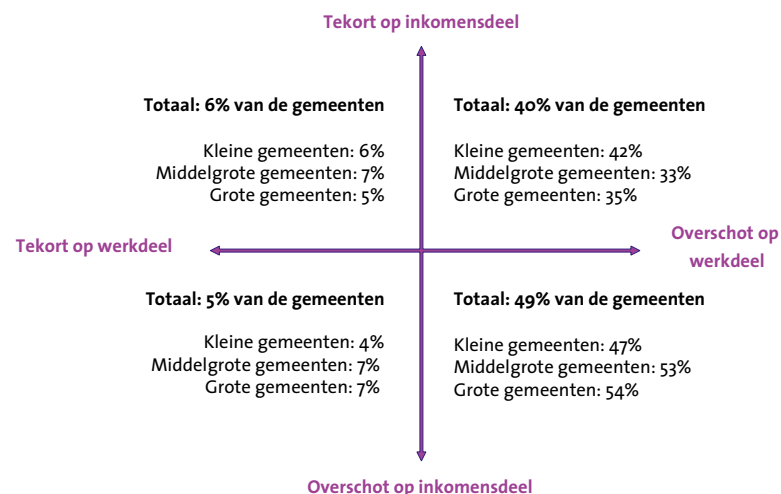 Tekort op inkomensdeel
Totaal: 6% van de gemeenten
Kleine gemeenten: 6%
Middelgrote gemeenten: 7%
Grote gemeenten: 5%
Totaal: 40% van de gemeenten
Kleine gemeenten: 42%
Middelgrote gemeenten: 33%
Grote gemeenten: 35%
Tekort op werkdeel
Overschot op
werkdeel
Totaal: 5% van de gemeenten
Kleine gemeenten: 4%
Middelgrote gemeenten: 7%
Grote gemeenten: 7%
Totaal: 49% van de gemeenten
Kleine gemeenten: 47%
Middelgrote gemeenten: 53%
Grote gemeenten: 54%
Overschot op inkomensdeel